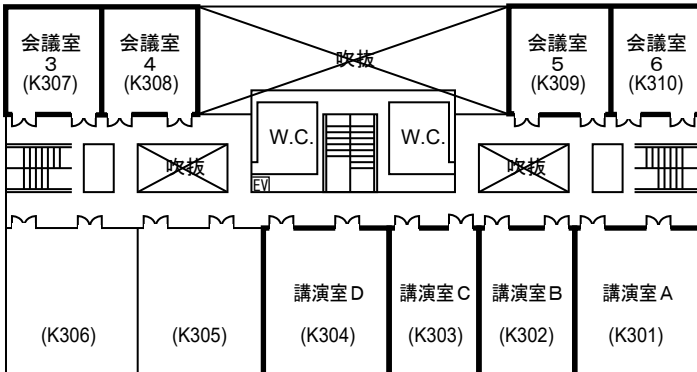 会議室
3
(K307)
会議室
4
(K308)
吹抜
会議室
5
(K309)
会議室
6
(K310)
W.C.
W.C.
吹抜
吹抜
EV
(K306)
(K305)
講演室D
(K304)
講演室C
(K303)
講演室B
(K302)
講演室A
(K301)